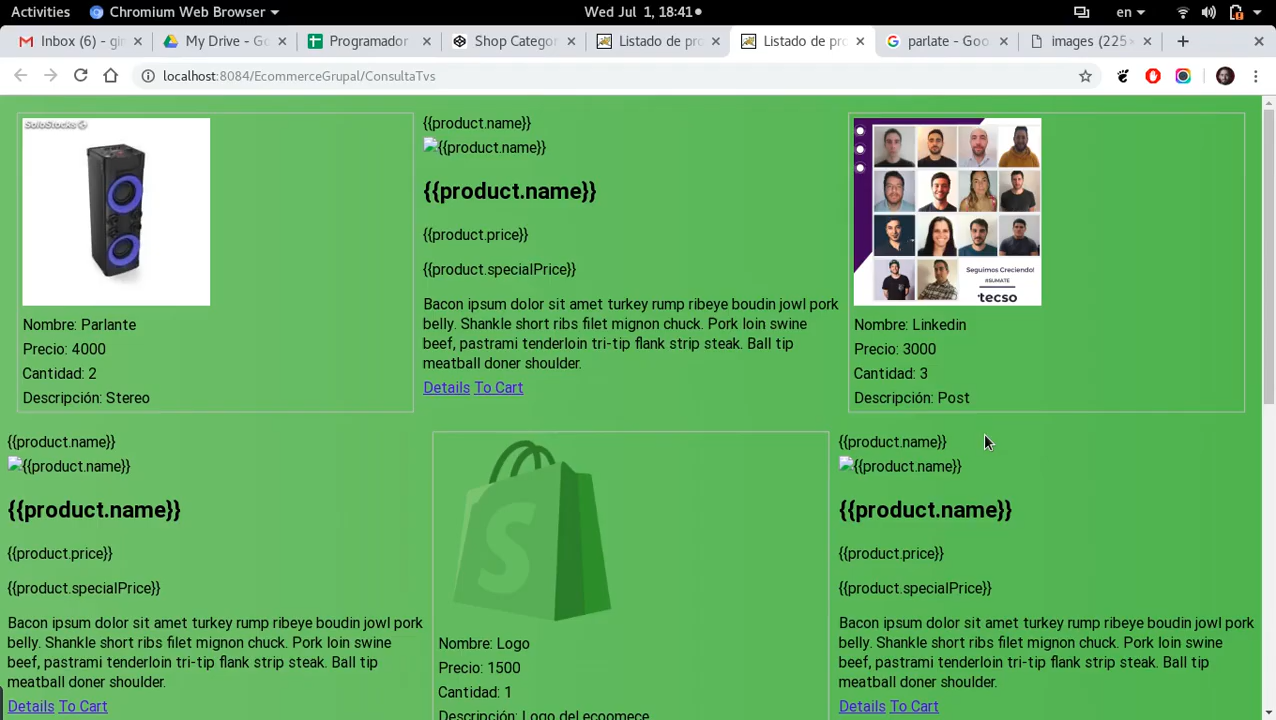 Activities
Chromium Web Browser
Wed Jul 1, 18:41
en
Inbox (6) - gi
My Drive - Go
Programador
Shop Catego
Listado de pro
Listado de pro
parlate - Goo
images (225
localhost:8084/EcommerceGrupal/ConsultaTvs
SoloStocks
Nombre: Parlante
Precio: 4000
Cantidad: 2
Descripción: Stereo
{{product.name}}
{{product.name}}
{{product.name}}
{{product.price}}
{{product.specialPrice}}
Bacon ipsum dolor sit amet turkey rump ribeye boudin jowl pork
belly. Shankle short ribs filet mignon chuck. Pork loin swine
beef, pastrami tenderloin tri-tip flank strip steak. Ball tip
meatball doner shoulder.
Details To Cart
Seguimos Creciendo!
#SUMATE
tecso
Nombre: Linkedin
Precio: 3000
Cantidad: 3
Descripción: Post
{{product.name}}
{{product.name}}
{{product.name}}
{{product.price}}
{{product.specialPrice}}
Bacon ipsum dolor sit amet turkey rump ribeye boudin jowl pork
belly. Shankle short ribs filet mignon chuck. Pork loin swine
beef, pastrami tenderloin tri-tip flank strip steak. Ball tip
meatball doner shoulder.
Details To Cart
S
Nombre: Logo
Precio: 1500
Cantidad: 1
Descripción: Logo del ecoomece
{{product.name}}
{{product.name}}
{{product.name}}
{{product.price}}
{{product.specialPrice}}
Bacon ipsum dolor sit amet turkey rump ribeye boudin jowl pork
belly. Shankle short ribs filet mignon chuck. Pork loin swine
beef, pastrami tenderloin tri-tip flank strip steak. Ball tip
meatball doner shoulder.
Details To Cart